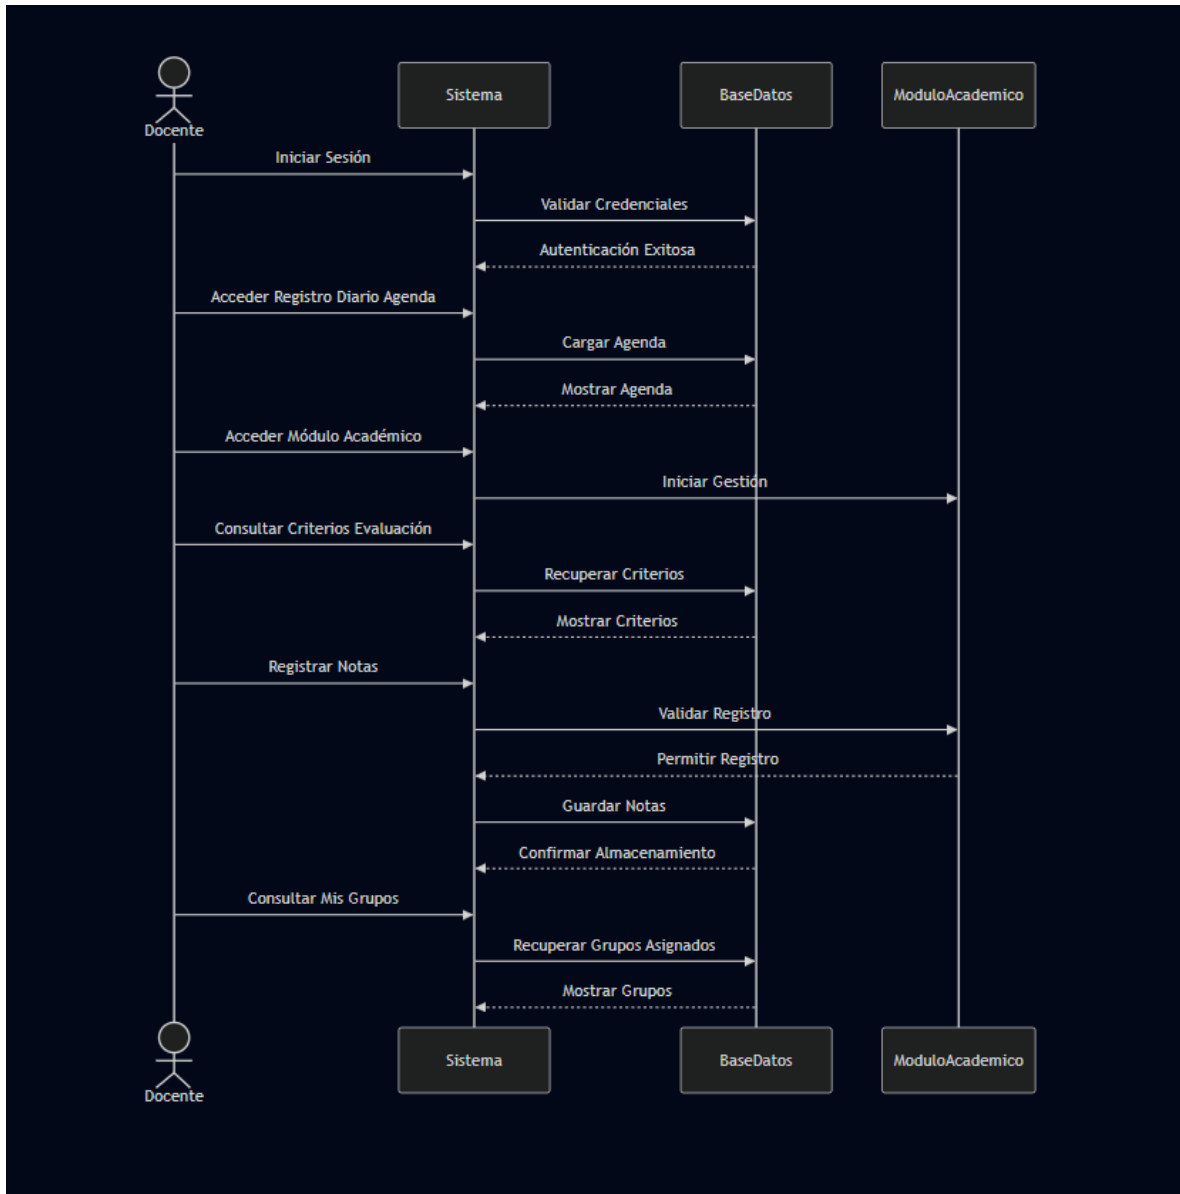 Docente
Sistema
BaseDatos
ModuloAcademico
Iniciar Sesión
Validar Credenciales
Autenticación Exitosa
Acceder Registro Diario Agenda
Cargar Agenda
Mostrar Agenda
Acceder Módulo Académico
Iniciar Gestión
Consultar Criterios Evaluación
Recuperar Criterios
Mostrar Criterios
Registrar Notas
Validar Registro
Permitir Registro
Guardar Notas
Confirmar Almacenamiento
Consultar Mis Grupos
Recuperar Grupos Asignados
Mostrar Grupos
Docente
Sistema
BaseDatos
ModuloAcademico